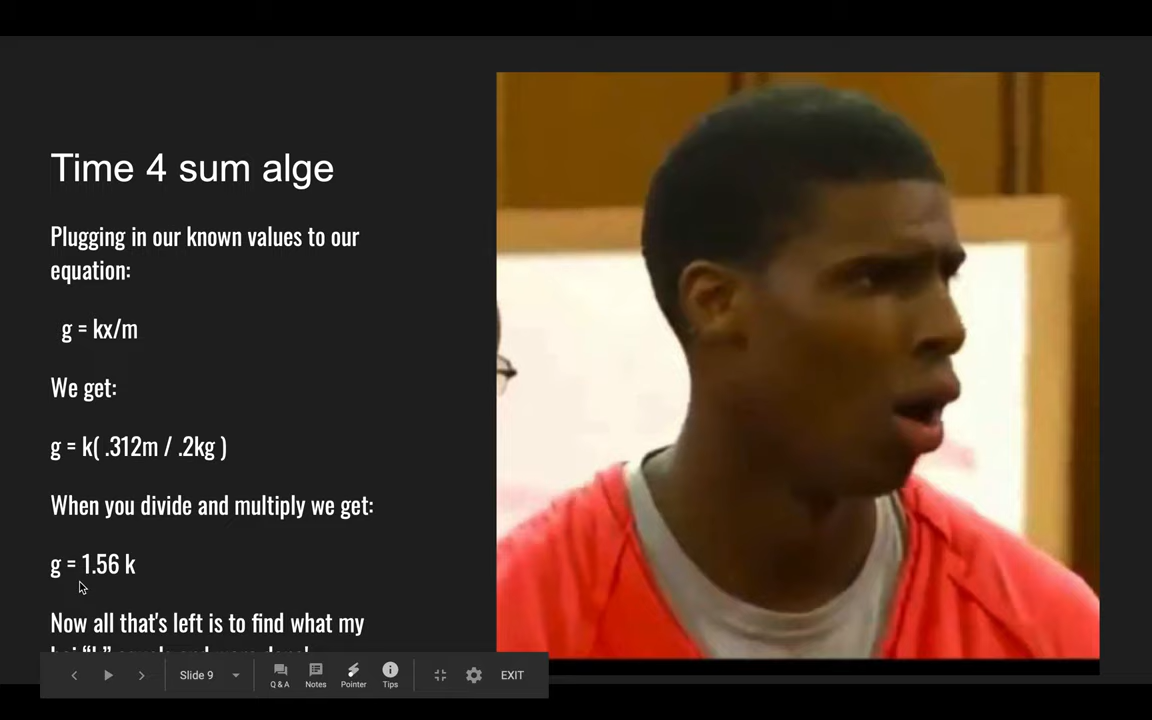 Time 4 sum alge
Plugging in our known values to our
equation:
g = kx/m
We get:
g = k( .312m / .2kg )
When you divide and multiply we get:
g = 1.56 k
Now all that's left is to find what my
Slide 9
Q & A
Notes
Pointer
Tips
EXIT